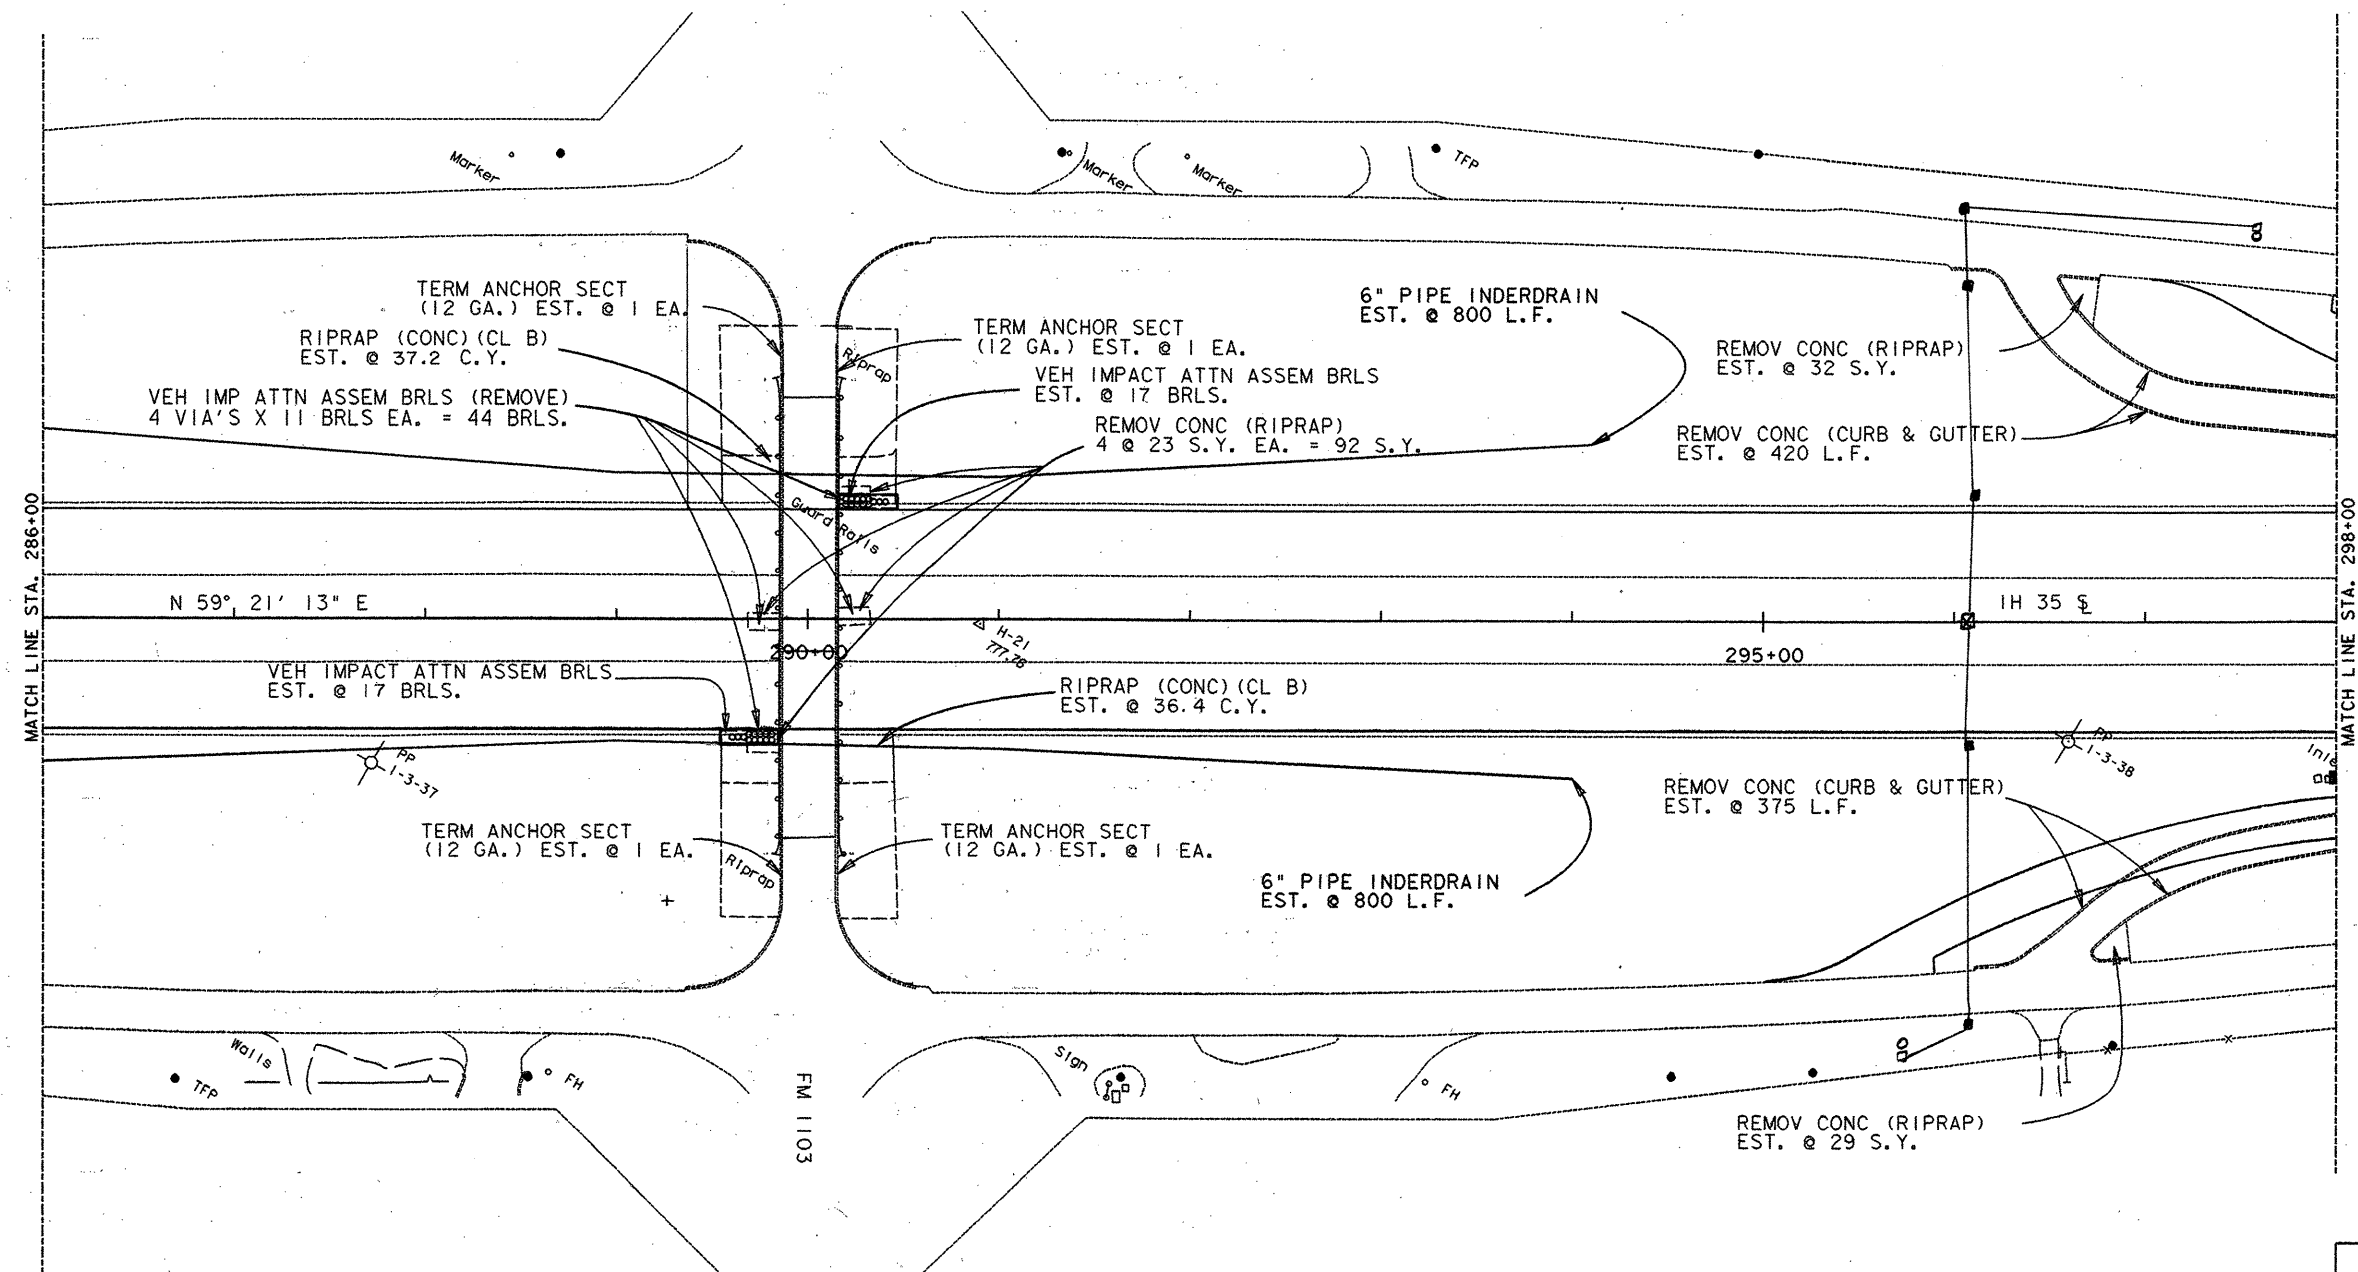 Marker
Marker
Marker
TFP
TERM ANCHOR SECT
(12 GA.) EST. @ 1 EA.
RIPRAP (CONC) (CL B)
EST. @ 37.2 C.Y.
VEH IMP ATTN ASSEM BRLS (REMOVE)
4 VIA'S X 11 BRLS EA. = 44 BRLS.
Riprap
TERM ANCHOR SECT
(12 GA.) EST. @ 1 EA.
VEH IMPACT ATTN ASSEM BRLS
EST. @ 17 BRLS.
REMOV CONC (RIPRAP)
4 @ 23 S.Y. EA. = 92 S.Y.
6" PIPE INDERDRAIN
EST. @ 800 L.F.
REMOV CONC (RIPRAP)
EST. @ 32 S.Y.
REMOV CONC (CURB & GUTTER)
EST. @ 420 L.F.
Guard Rails
MATCH LINE STA. 286+00
MATCH LINE STA. 298+00
N 59° 21' 13" E
IH 35 ℄
290+00
H-21
777.76
295+00
VEH IMPACT ATTN ASSEM BRLS
EST. @ 17 BRLS.
RIPRAP (CONC) (CL B)
EST. @ 36.4 C.Y.
PP
1-3-37
PP
1-3-38
Inle
REMOV CONC (CURB & GUTTER)
EST. @ 375 L.F.
TERM ANCHOR SECT
(12 GA.) EST. @ 1 EA.
Riprap
TERM ANCHOR SECT
(12 GA.) EST. @ 1 EA.
6" PIPE INDERDRAIN
EST. @ 800 L.F.
Walls
TFP
FH
FM 1103
Sign
FH
REMOV CONC (RIPRAP)
EST. @ 29 S.Y.